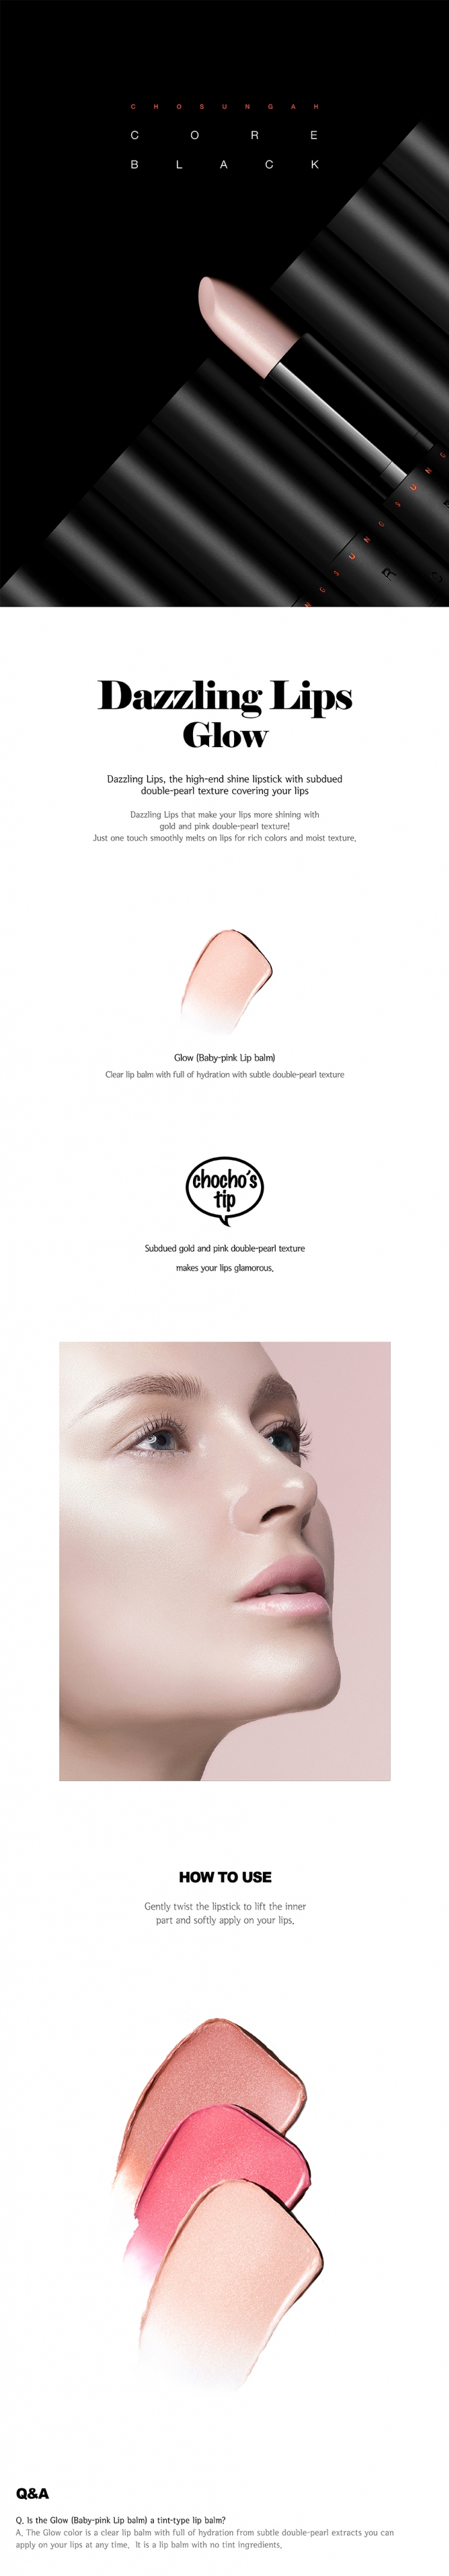 CHOSUNGAH
CORE
BLACK
SUNG
NGSUNG
R
Dazzling Lips
Glow
Dazzling Lips, the high-end shine lipstick with subdued
double-pearl texture covering your lips
Dazzling Lips that make your lips more shining with
gold and pink double-pearl texture!
Just one touch smoothly melts on lips for rich colors and moist texture.
Glow (Baby-pink Lip balm)
Clear lip balm with full of hydration with subtle double-pearl texture
chocho's
tip
Subdued gold and pink double-pearl texture
makes your lips glamorous.
HOW TO USE
Gently twist the lipstick to lift the inner
part and softly apply on your lips.
Q&A
Q. Is the Glow (Baby-pink Lip balm) a tint-type lip balm?
A. The Glow color is a clear lip balm with full of hydration from subtle double-pearl extracts you can
apply on your lips at any time. It is a lip balm with no tint ingredients.